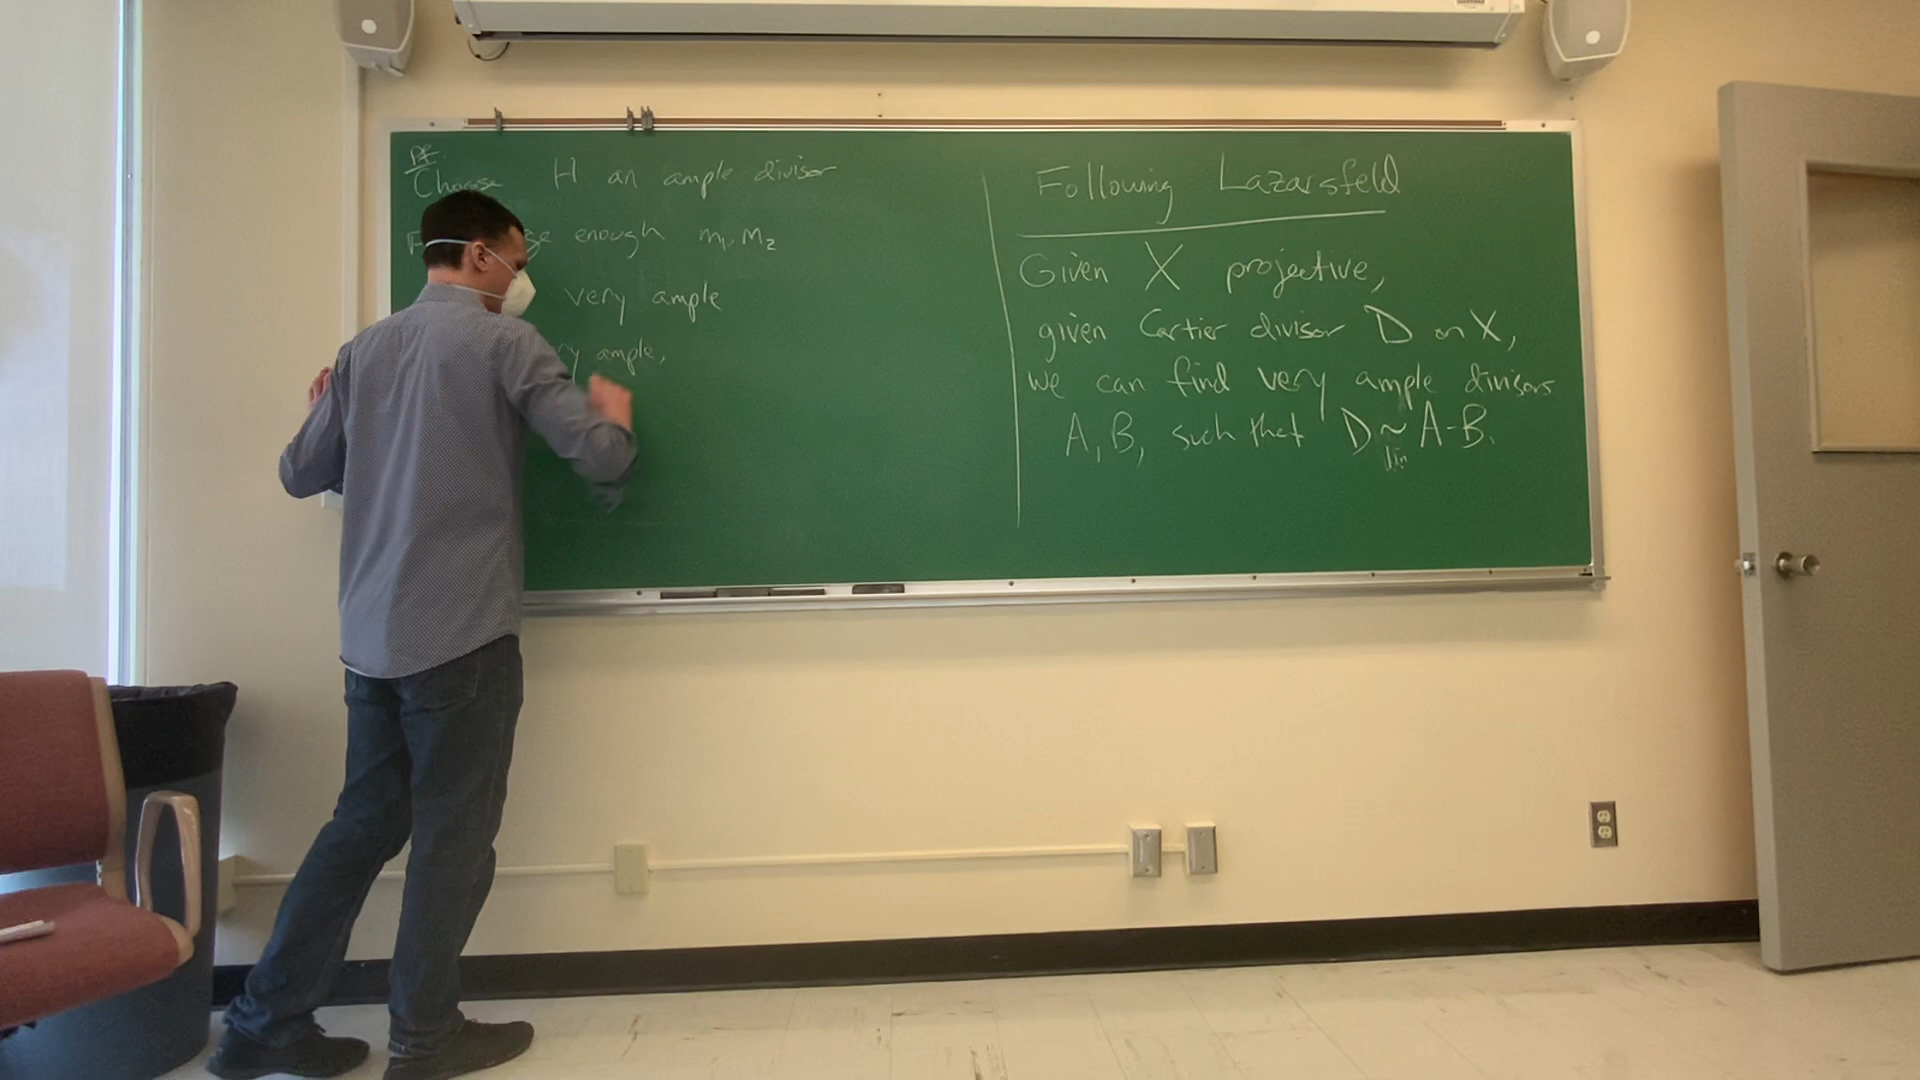 Pf.
Choose H an ample divisor
enough m₁, m₂
very ample
ample,
Following Lazarsfeld
Given X projective,
given Cartier divisor D on X,
we can find very ample divisors
A, B, such that D ~ A-B.
lin